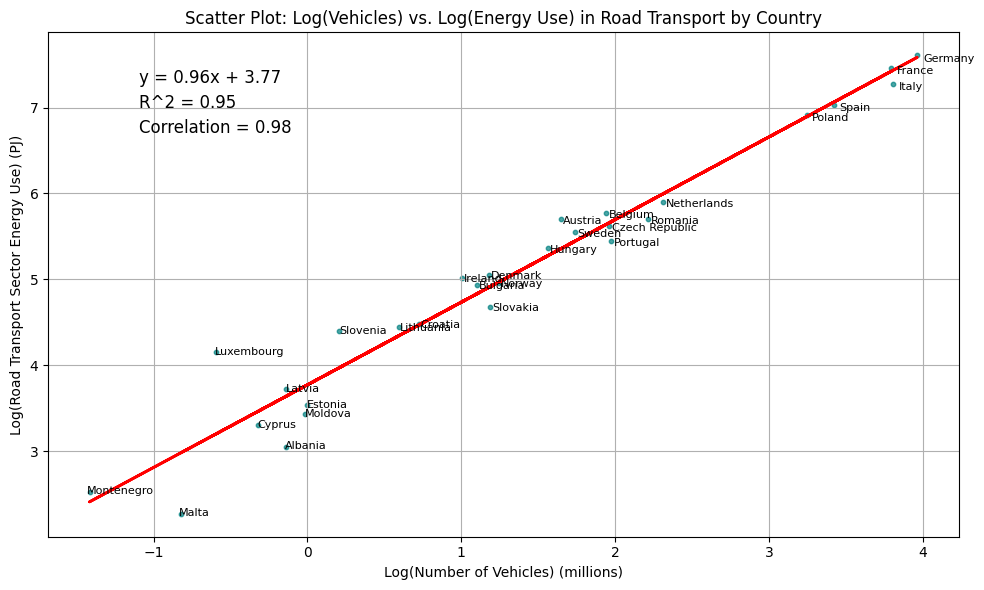 Scatter Plot: Log(Vehicles) vs. Log(Energy Use) in Road Transport by Country
y = 0.96x + 3.77
R^2 = 0.95
Correlation = 0.98
Germany
France
Italy
Spain
Poland
Netherlands
Belgium
Austria
Romania
Czech Republic
Sweden
Portugal
Hungary
Denmark
Ireland
Norway
Bulgaria
Slovakia
Croatia
Lithuania
Slovenia
Luxembourg
Latvia
Estonia
Moldova
Cyprus
Albania
Montenegro
Malta
7
6
5
4
3
Log(Road Transport Sector Energy Use) (PJ)
−1 0 1 2 3 4
Log(Number of Vehicles) (millions)